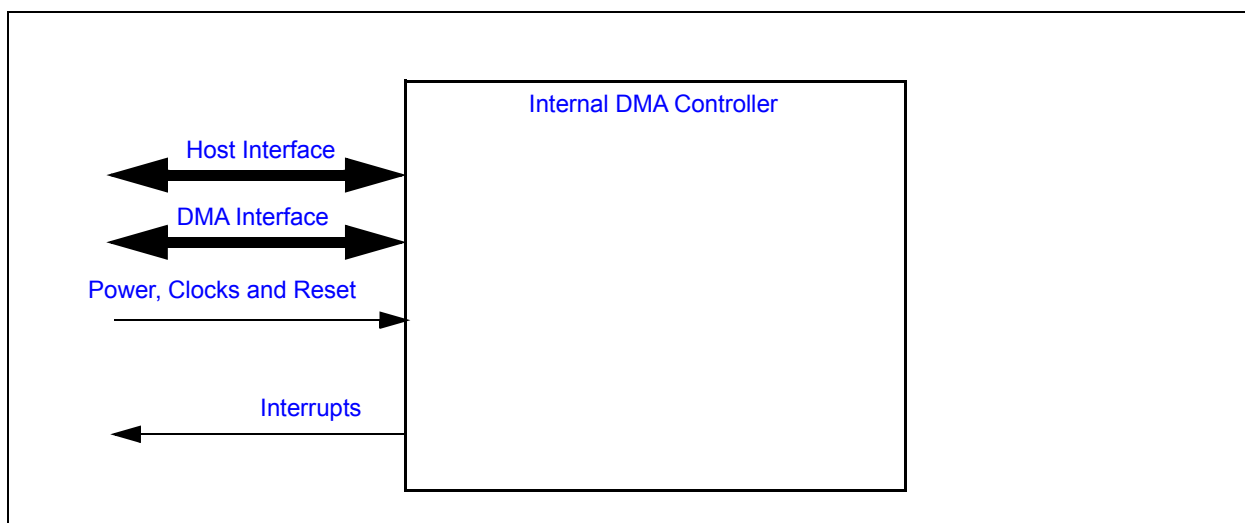 Internal DMA Controller
Host Interface
DMA Interface
Power, Clocks and Reset
Interrupts